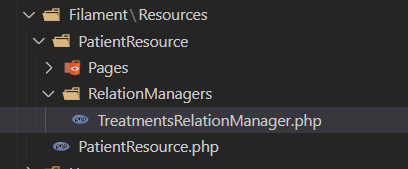 Filament\Resources
PatientResource
Pages
RelationManagers
TreatmentsRelationManager.php
PatientResource.php